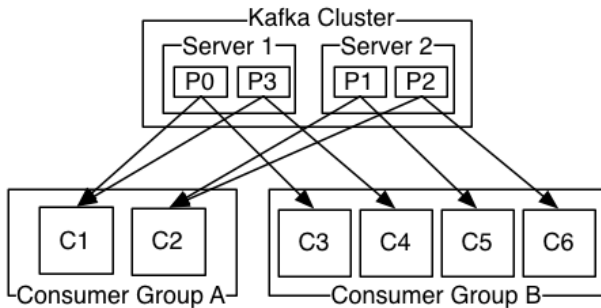 Kafka Cluster
Server 1 Server 2
P0 P3 P1 P2
C1 C2 C3 C4 C5 C6
Consumer Group A Consumer Group B